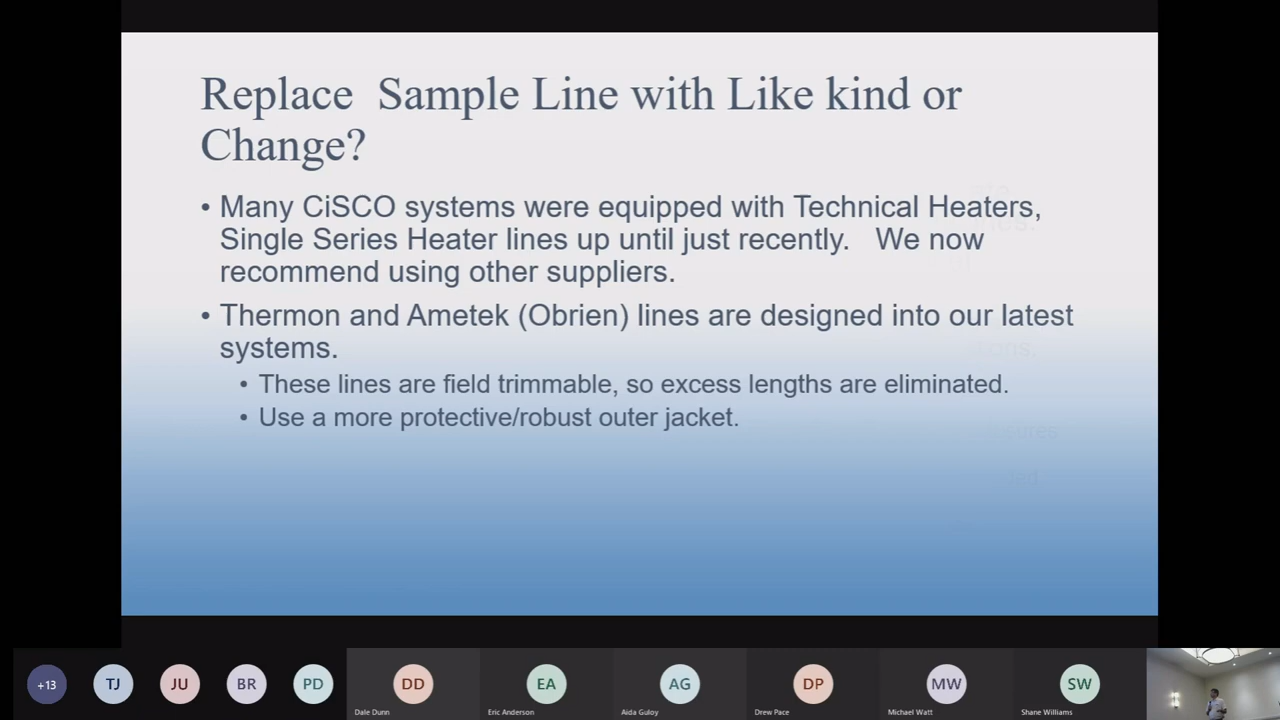 Replace  Sample Line with Like kind or
Change?
• Many CiSCO systems were equipped with Technical Heaters,
Single Series Heater lines up until just recently.   We now
recommend using other suppliers.
• Thermon and Ametek (Obrien) lines are designed into our latest
systems.
• These lines are field trimmable, so excess lengths are eliminated.
• Use a more protective/robust outer jacket.
+13
TJ
JU
BR
PD
DD
EA
AG
DP
MW
SW
Dale Dunn
Eric Anderson
Aida Guloy
Drew Pace
Michael Watt
Shane Williams